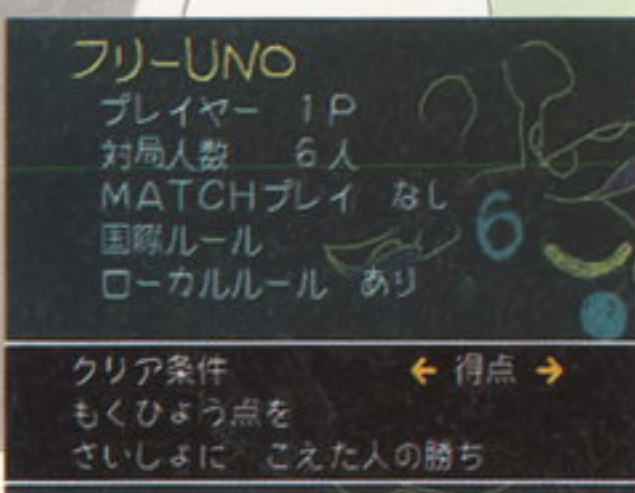 フリーUNO
プレイヤー 1P
対局人数 6人
MATCHプレイ なし
国際ルール
ローカルルール あり
6
クリア条件 ← 得点 →
もくひょう点を
さいしょに こえた人の勝ち